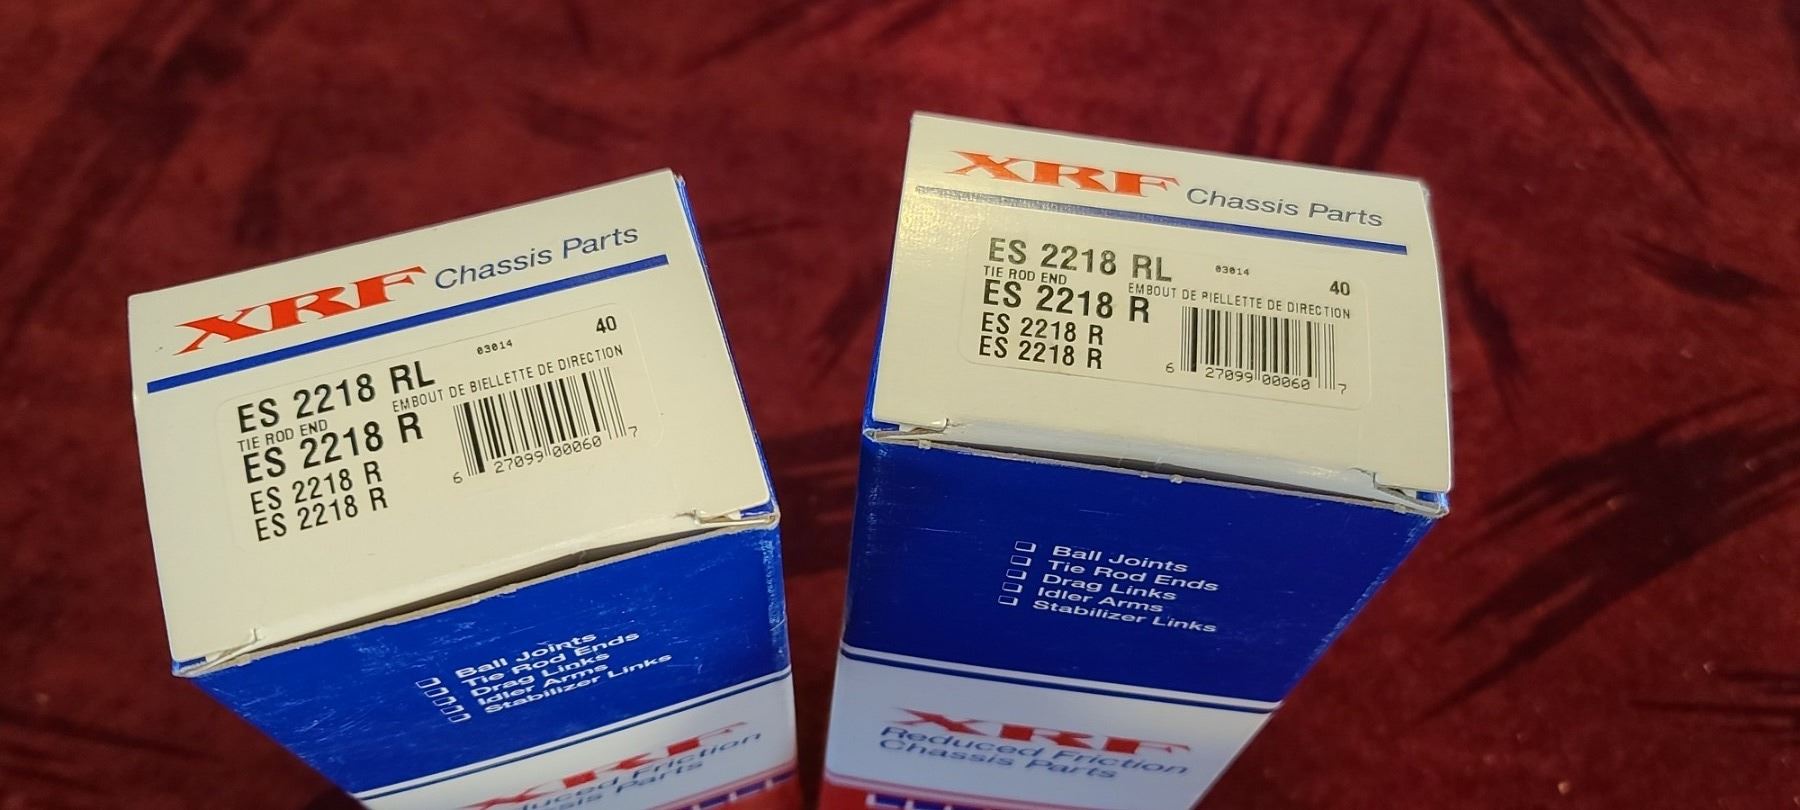 XRF Chassis Parts
ES 2218 RL 03014 40
TIE ROD END EMBOUT DE BIELLETTE DE DIRECTION
ES 2218 R
ES 2218 R
ES 2218 R
6 27099 00060 7
Ball Joints
Tie Rod Ends
Drag Links
Idler Arms
Stabilizer Links
XRF
Reduced Friction
Chassis Parts
XRF Chassis Parts
ES 2218 RL 03014 40
TIE ROD END EMBOUT DE BIELLETTE DE DIRECTION
ES 2218 R
ES 2218 R
ES 2218 R
6 27099 00060 7
Ball Joints
Tie Rod Ends
Drag Links
Idler Arms
Stabilizer Links
XRF
Reduced Friction
Chassis Parts